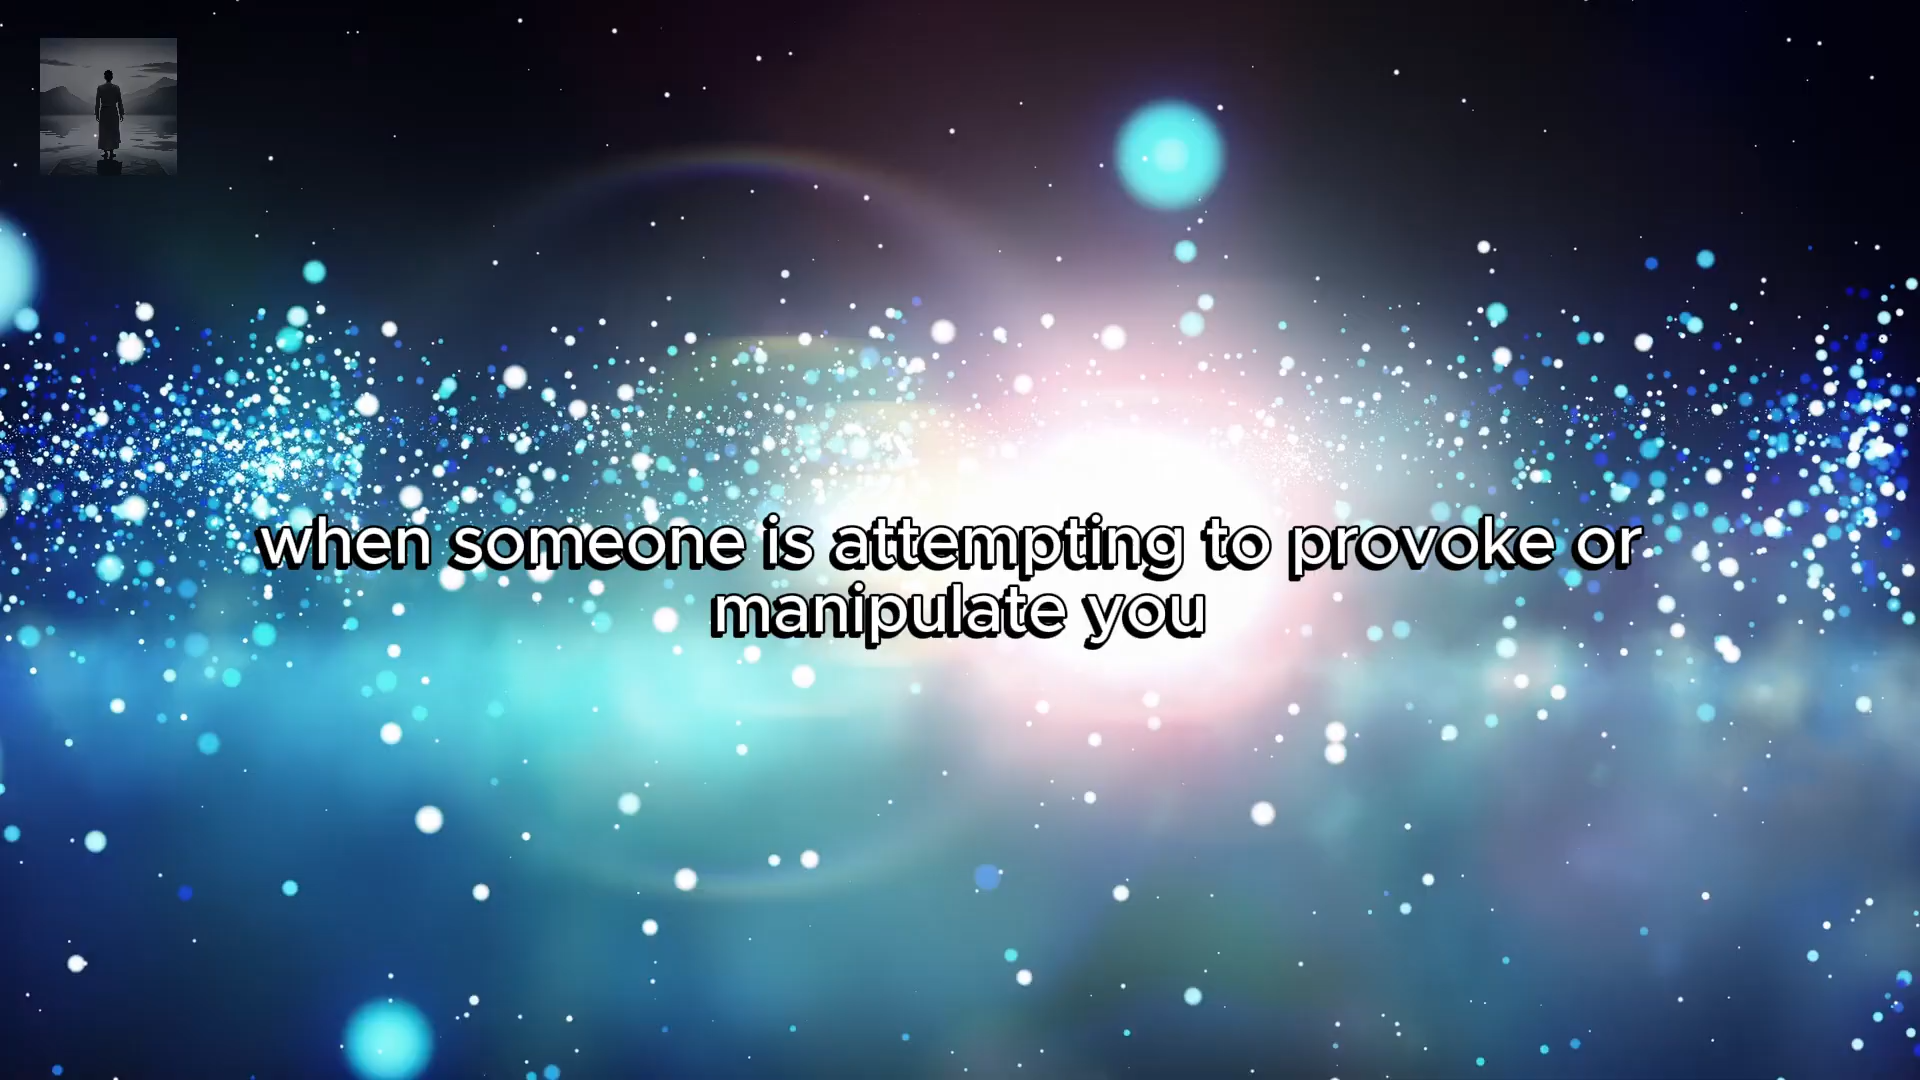 when someone is attempting to provoke or
manipulate you